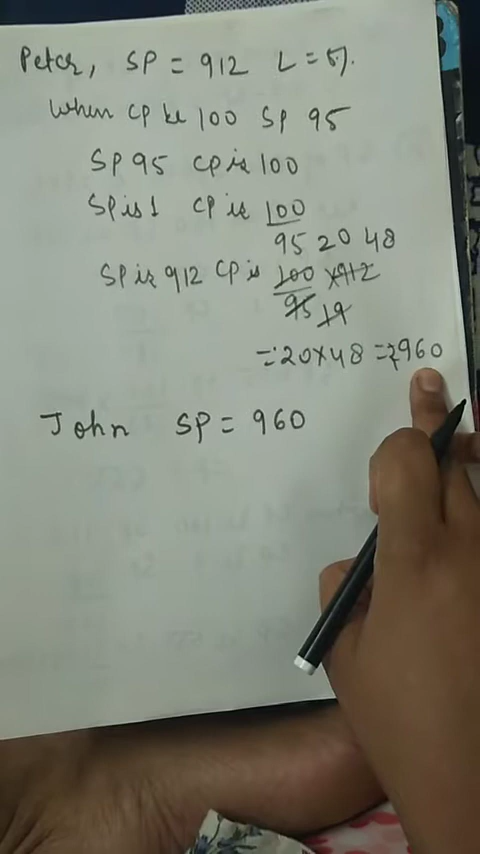 Peter, SP = 912 L = 5%.
When CP is 100 SP 95
SP 95 CP is 100
SP is 1 CP is 100
95 20 48
SP is 912 CP is 100 × 912
95 19
= 20 × 48 = ₹960
John SP = 960